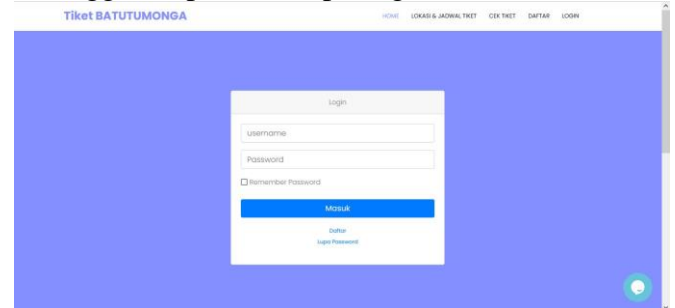 Tiket BATUTUMONGA
HOME LOKASI & JADWAL TIKET CEK TIKET DAFTAR LOGIN
Login
username
Password
Remember Password
Masuk
Daftar
Lupa Password